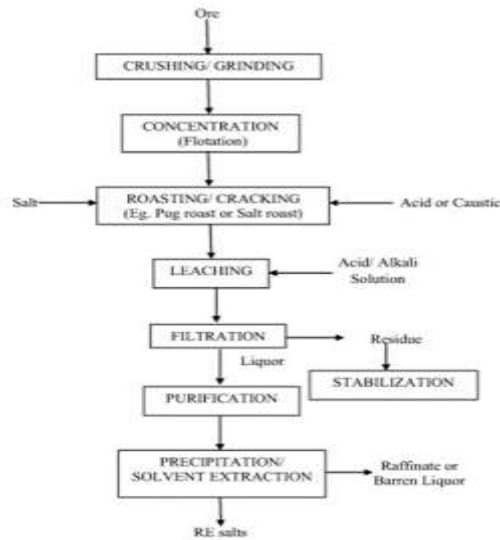 Ore
CRUSHING/ GRINDING
CONCENTRATION
(Flotation)
Salt
ROASTING/ CRACKING
(Eg. Pug roast or Salt roast)
Acid or Caustic
LEACHING
Acid/ Alkali
Solution
FILTRATION
Residue
Liquor
STABILIZATION
PURIFICATION
PRECIPITATION/
SOLVENT EXTRACTION
Raffinate or
Barren Liquor
RE salts